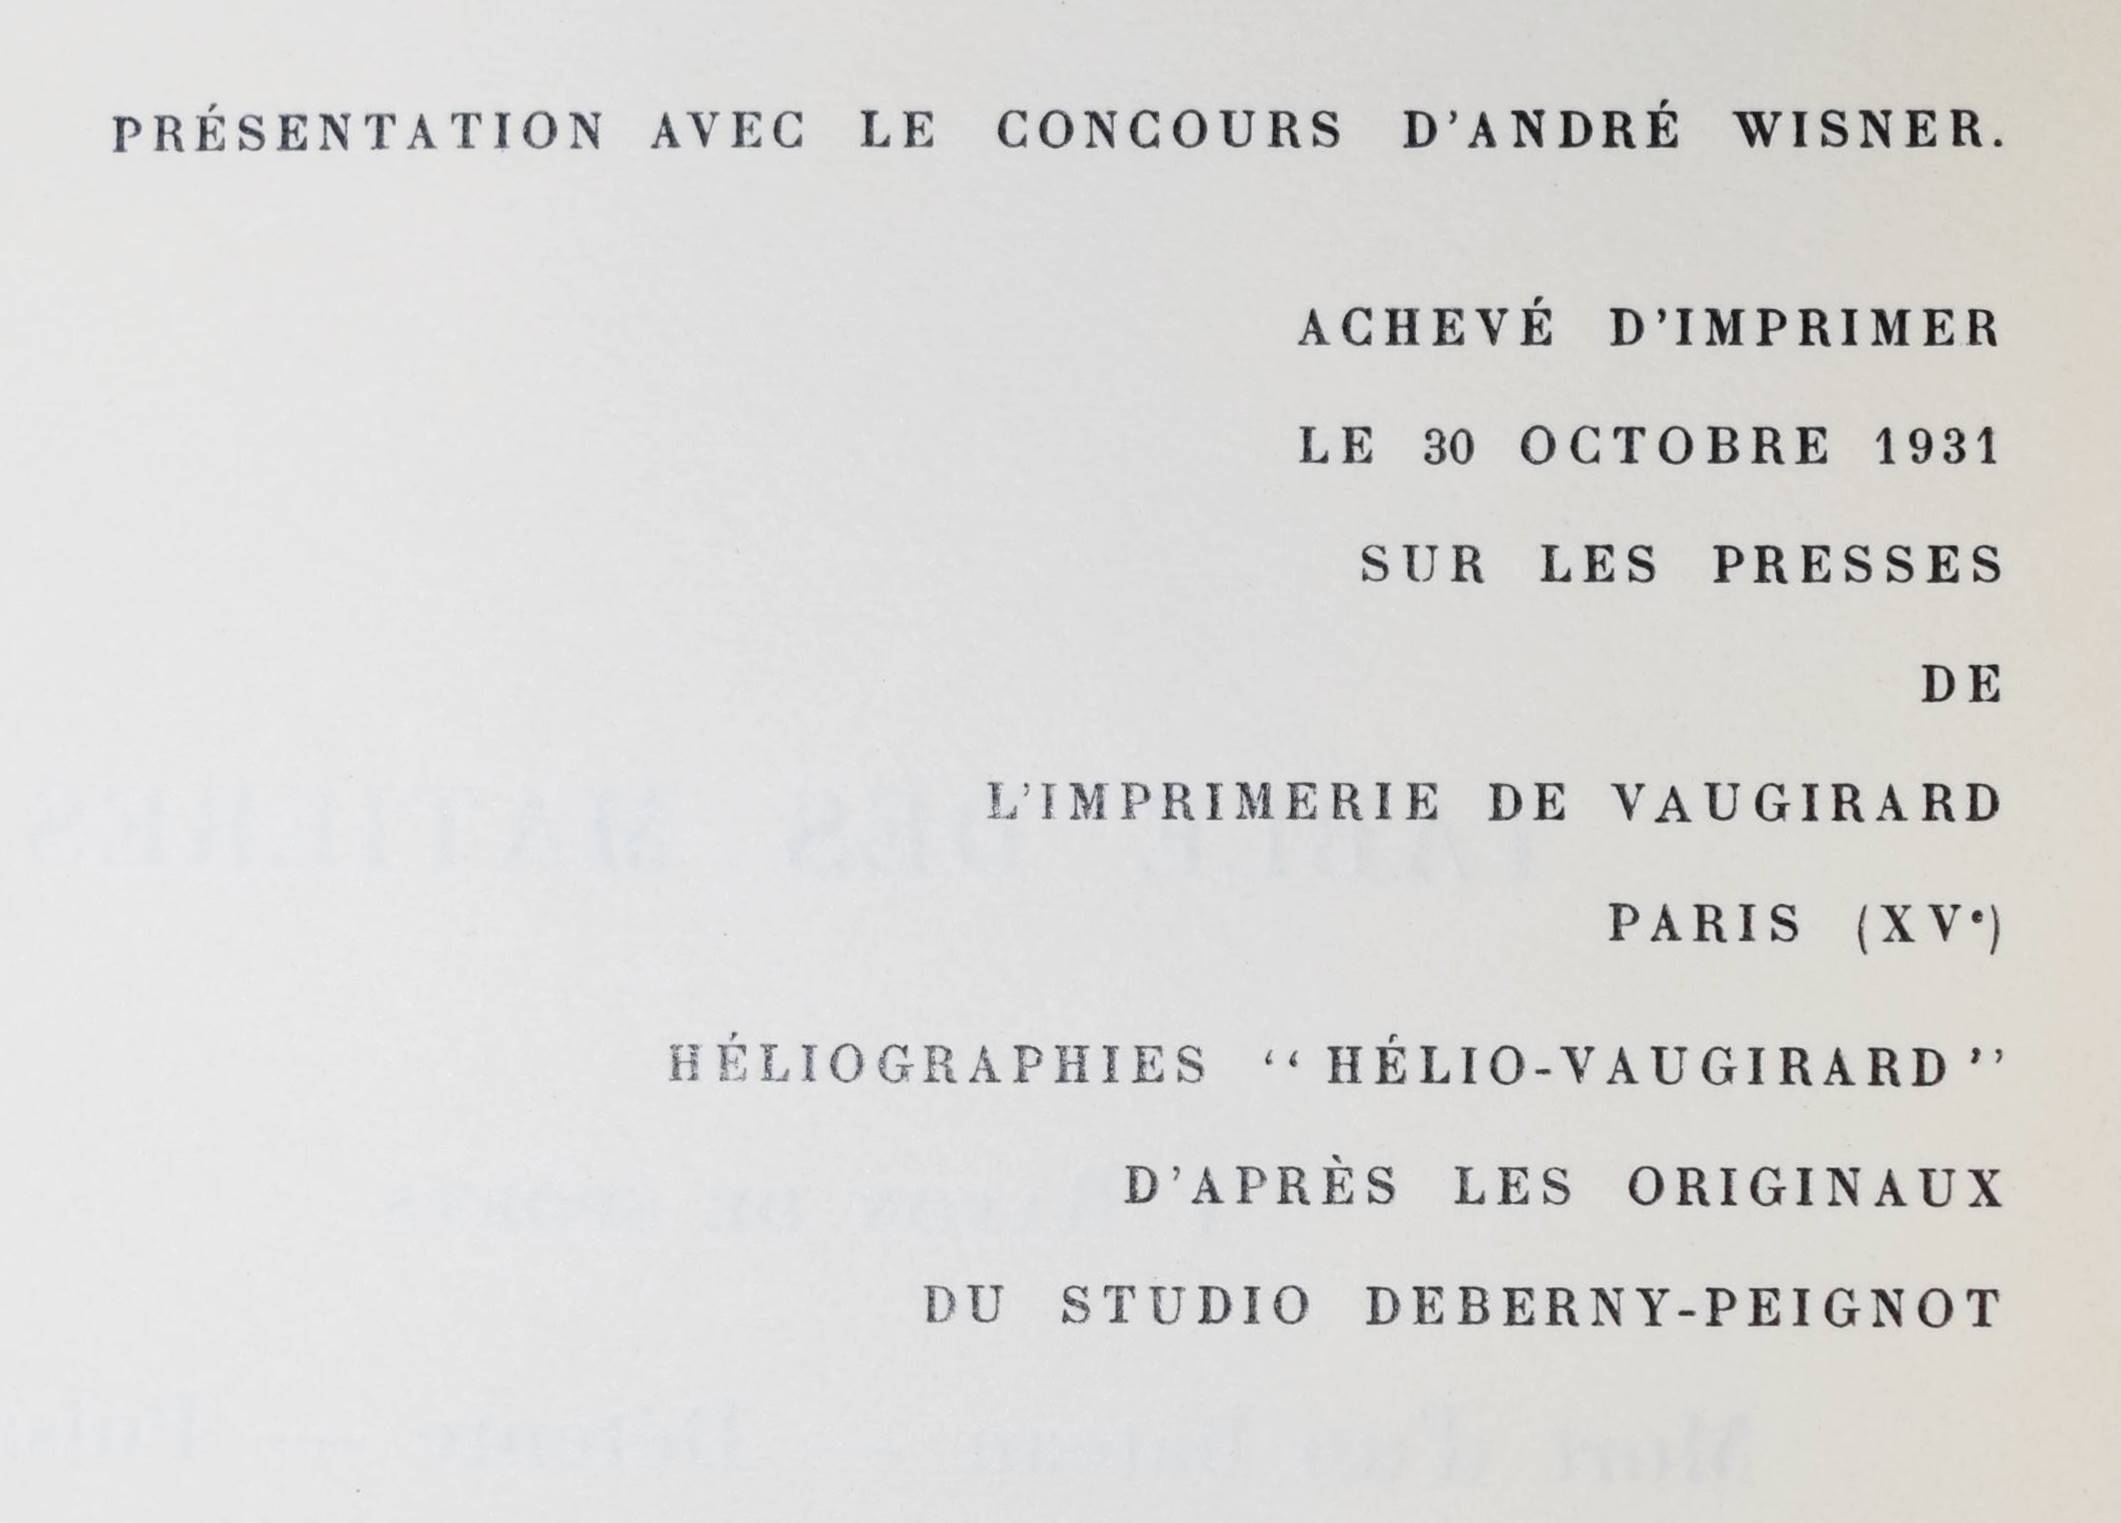 PRÉSENTATION AVEC LE CONCOURS D'ANDRÉ WISNER.
ACHEVÉ D'IMPRIMER
LE 30 OCTOBRE 1931
SUR LES PRESSES
DE
L'IMPRIMERIE DE VAUGIRARD
PARIS (XVᵉ)
HÉLIOGRAPHIES “HÉLIO-VAUGIRARD”
D'APRÈS LES ORIGINAUX
DU STUDIO DEBERNY-PEIGNOT